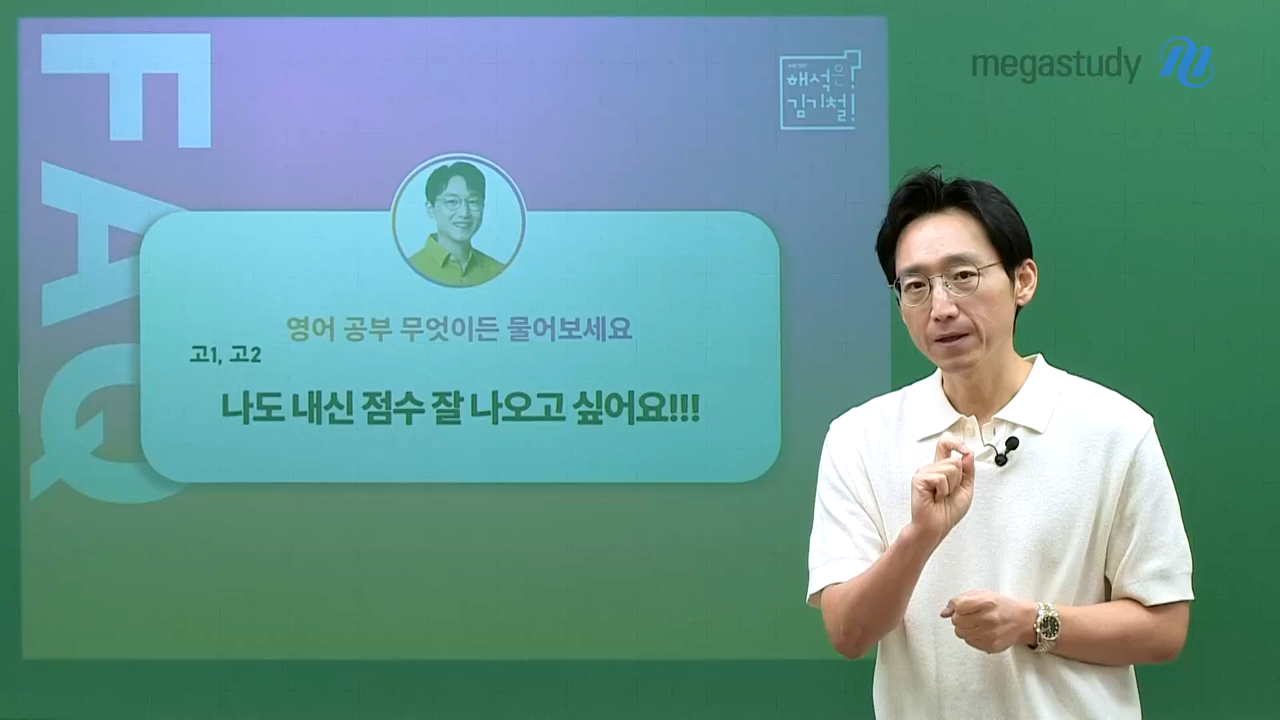 FAQ
megastudy
해석은!
김기철!
영어 공부 무엇이든 물어보세요
고1, 고2
나도 내신 점수 잘 나오고 싶어요!!!